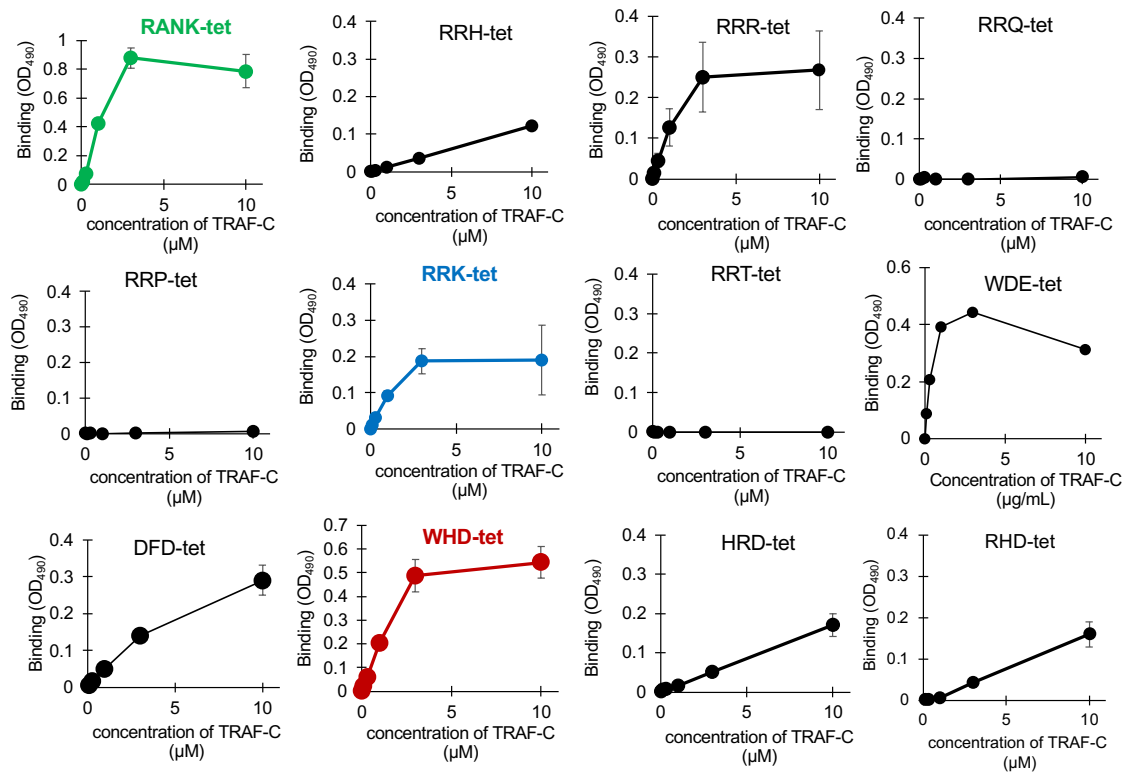 RANK-tet
Binding (OD490)
1
0.8
0.6
0.4
0.2
0
0 5 10
concentration of TRAF-C
(µM)
RRH-tet
Binding (OD490)
0.4
0.3
0.2
0.1
0
0 5 10
concentration of TRAF-C
(µM)
RRR-tet
Binding (OD490)
0.4
0.3
0.2
0.1
0
0 5 10
concentration of TRAF-C
(µM)
RRQ-tet
Binding (OD490)
0.4
0.3
0.2
0.1
0
0 5 10
concentration of TRAF-C
(µM)
RRP-tet
Binding (OD490)
0.4
0.3
0.2
0.1
0
0 5 10
concentration of TRAF-C
(µM)
RRK-tet
Binding (OD490)
0.4
0.3
0.2
0.1
0
0 5 10
concentration of TRAF-C
(µM)
RRT-tet
Binding (OD490)
0.4
0.3
0.2
0.1
0
0 5 10
concentration of TRAF-C
(µM)
WDE-tet
Binding (OD490)
0.6
0.4
0.2
0.0
0 5 10
Concentration of TRAF-C
(µg/mL)
DFD-tet
Binding (OD490)
0.4
0.3
0.2
0.1
0
0 5 10
concentration of TRAF-C
(µM)
WHD-tet
Binding (OD490)
0.7
0.6
0.5
0.4
0.3
0.2
0.1
0
0 5 10
concentration of TRAF-C
(µM)
HRD-tet
Binding (OD490)
0.4
0.3
0.2
0.1
0
0 5 10
concentration of TRAF-C
(µM)
RHD-tet
Binding (OD490)
0.4
0.3
0.2
0.1
0
0 5 10
concentration of TRAF-C
(µM)